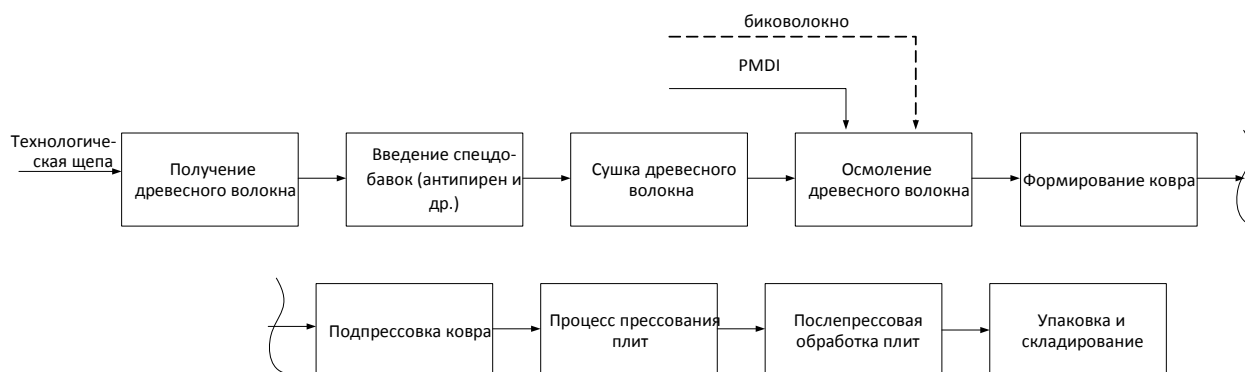 биковолокно
PMDI
Технологиче-
ская щепа
Получение
древесного волокна
Введение спецдо-
бавок (антипирен и
др.)
Сушка древесного
волокна
Осмоление
древесного волокна
Формирование ковра
Подпрессовка ковра
Процесс прессования
плит
Послепрессовая
обработка плит
Упаковка и
складирование